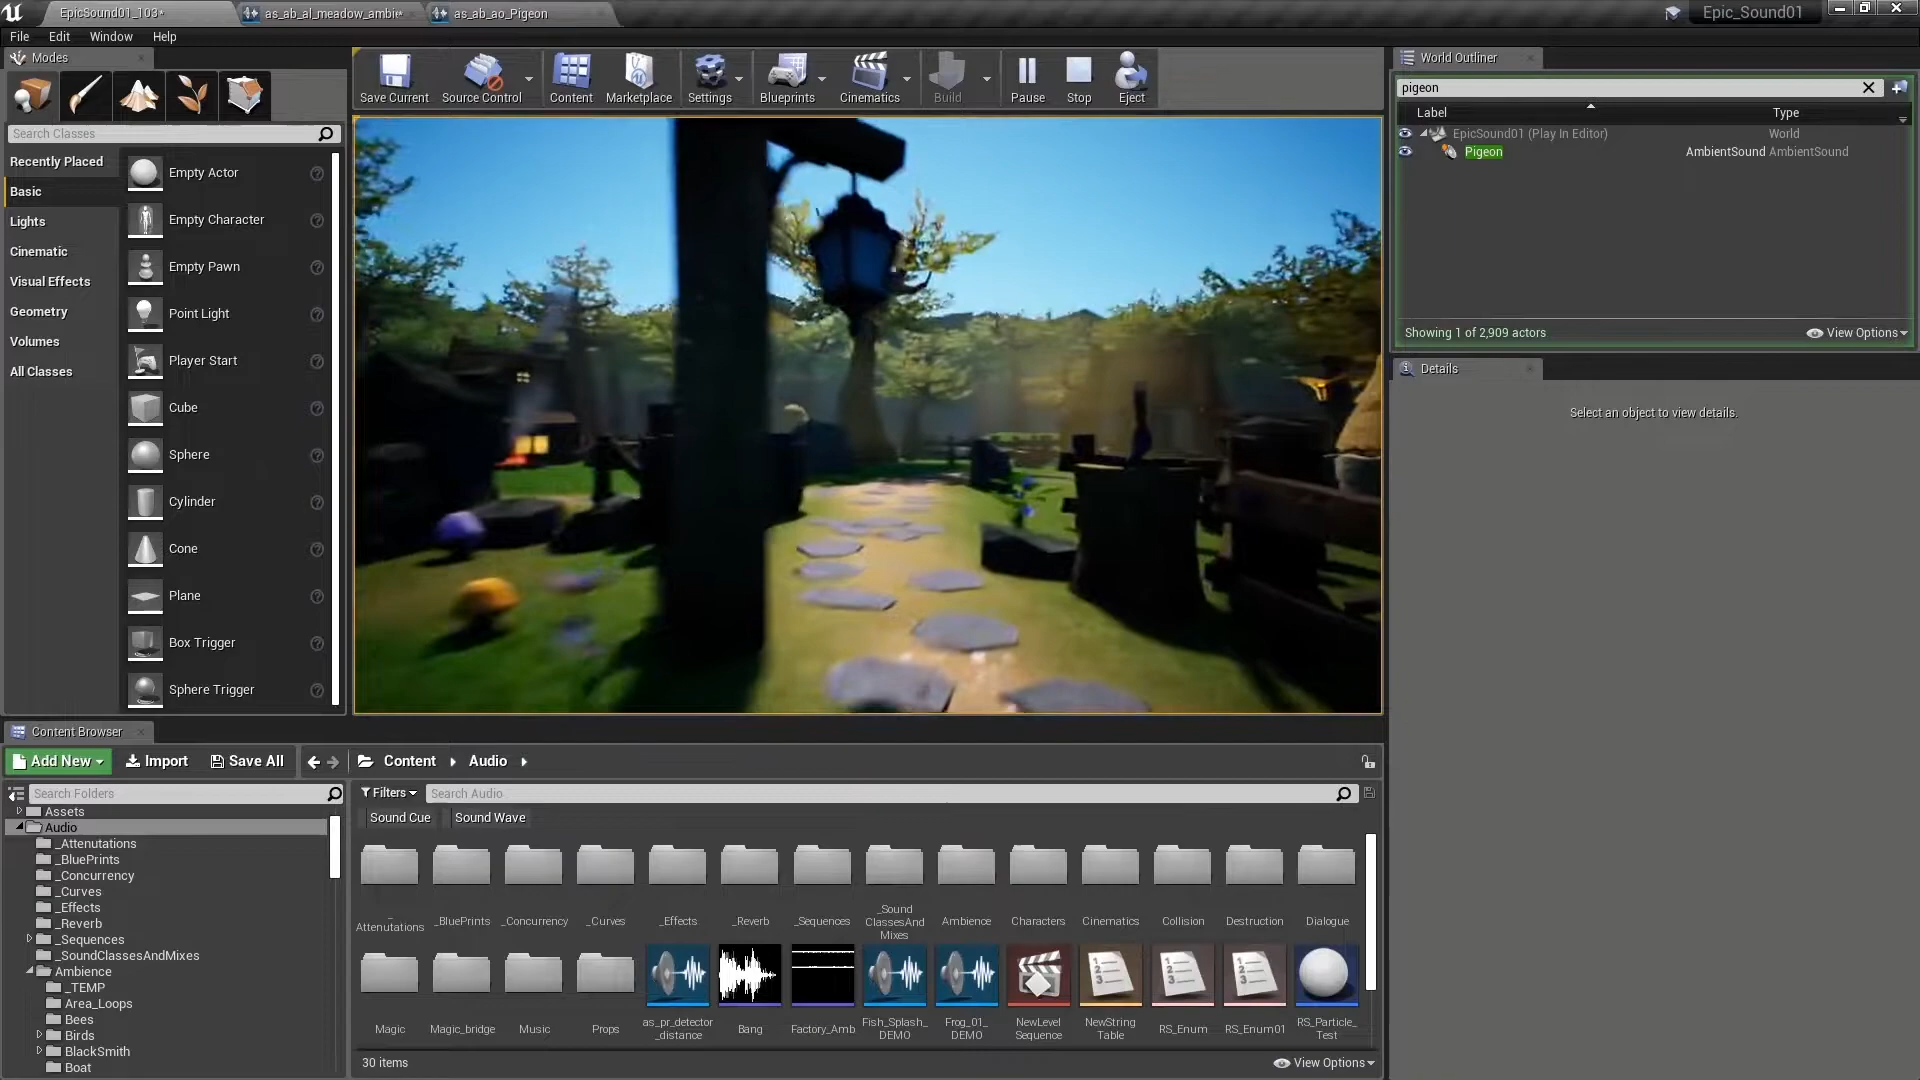 EpicSound01_103*
as_ab_al_meadow_ambie*
as_ab_ao_Pigeon
Epic_Sound01
File
Edit
Window
Help
Modes
Search Classes
Recently Placed
Basic
Lights
Cinematic
Visual Effects
Geometry
Volumes
All Classes
Empty Actor
Empty Character
Empty Pawn
Point Light
Player Start
Cube
Sphere
Cylinder
Cone
Plane
Box Trigger
Sphere Trigger
Save Current
Source Control
Content
Marketplace
Settings
Blueprints
Cinematics
Build
Pause
Stop
Eject
World Outliner
pigeon
Label
Type
EpicSound01 (Play In Editor)
World
Pigeon
AmbientSound AmbientSound
Showing 1 of 2,909 actors
View Options
Details
Select an object to view details.
Content Browser
Add New
Import
Save All
Content
Audio
Search Folders
Assets
Audio
_Attenutations
_BluePrints
_Concurrency
_Curves
_Effects
_Reverb
_Sequences
_SoundClassesAndMixes
Ambience
_TEMP
Area_Loops
Bees
Birds
BlackSmith
Boat
Filters
Search Audio
Sound Cue
Sound Wave
_
Attenutations
_BluePrints
_Concurrency
_Curves
_Effects
_Reverb
_Sequences
_Sound
ClassesAnd
Mixes
Ambience
Characters
Cinematics
Collision
Destruction
Dialogue
Magic
Magic_bridge
Music
Props
as_pr_detector
_distance
Bang
Factory_Amb
Fish_Splash_
DEMO
Frog_01_
DEMO
NewLevel
Sequence
NewString
Table
RS_Enum
RS_Enum01
RS_Particle_
Test
30 items
View Options